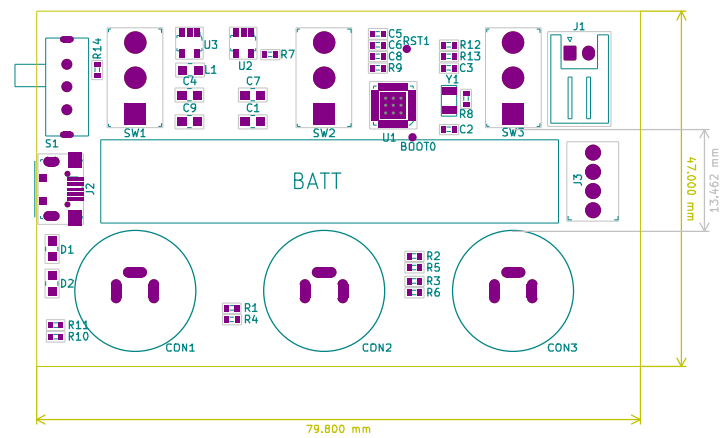 J1
R14
U3
U2
R7
C5
C6
C8
R9
RST1
R12
R13
C3
L1
C4
C7
Y1
R8
C9
C1
C2
S1
SW1
SW2
U1
BOOT0
SW3
J2
BATT
J3
47.000 mm
13.462 mm
D1
D2
R2
R5
R3
R6
R1
R4
R11
R10
CON1
CON2
CON3
79.800 mm